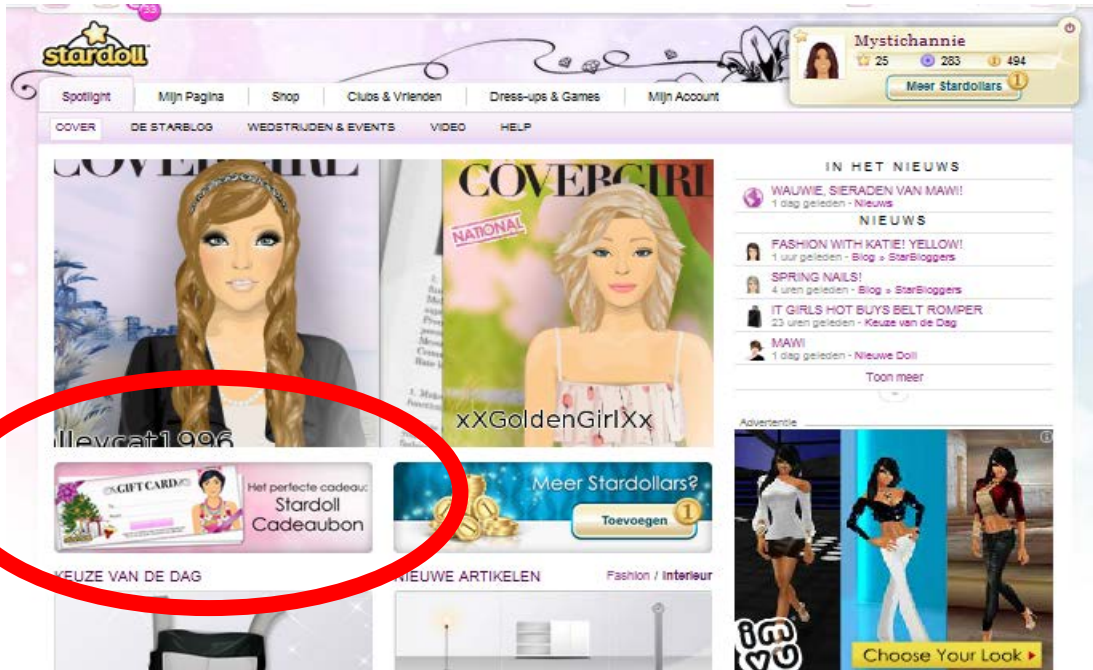 33
stardoll
Mystichannie
25 283 494
Meer Stardollars 1
Spotlight Mijn Pagina Shop Clubs & Vrienden Dress-ups & Games Mijn Account
COVER DE STARBLOG WEDSTRIJDEN & EVENTS VIDEO HELP
COVERGIRL
COVERGIRL
NATIONAL
alleycat1996
xXGoldenGirlXx
IN HET NIEUWS
WAUWIE, SIERADEN VAN MAWI!
1 dag geleden - Nieuws
NIEUWS
FASHION WITH KATIE! YELLOW!
1 uur geleden - Blog » StarBloggers
SPRING NAILS!
4 uren geleden - Blog » StarBloggers
IT GIRLS HOT BUYS BELT ROMPER
23 uren geleden - Keuze van de Dag
MAWI
1 dag geleden - Nieuwe Doll
Toon meer
Advertentie
GIFT CARD
Het perfecte cadeau:
Stardoll
Cadeaubon
Meer Stardollars?
Toevoegen 1
KEUZE VAN DE DAG
NIEUWE ARTIKELEN Fashion / Interieur
imvu
Choose Your Look